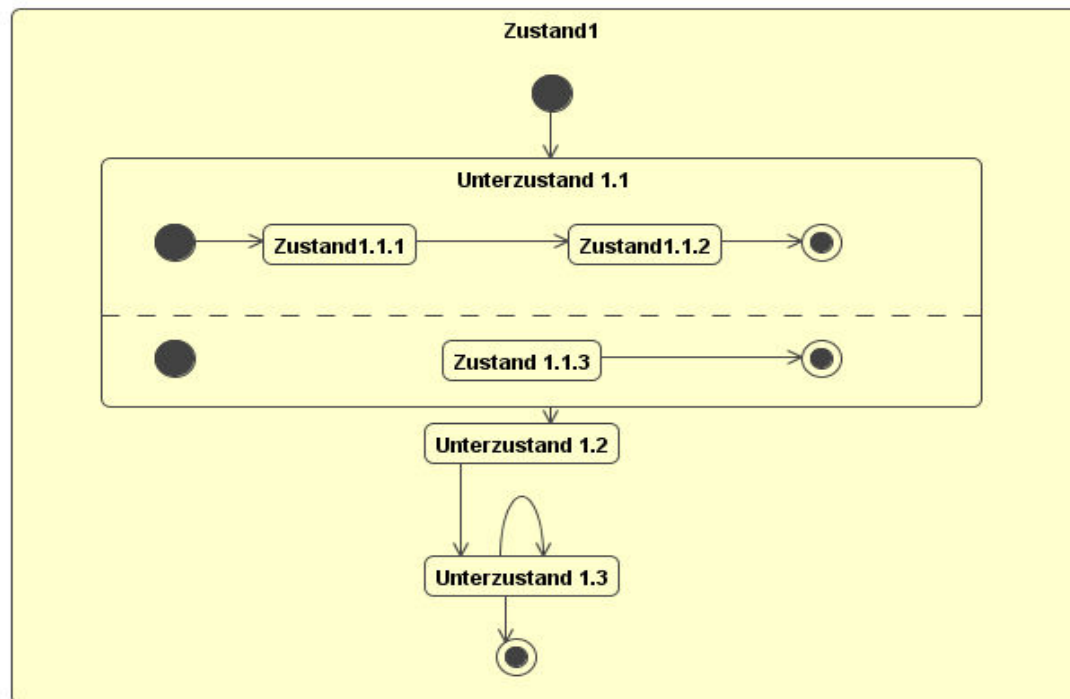 Zustand1
Unterzustand 1.1
Zustand1.1.1
Zustand1.1.2
Zustand 1.1.3
Unterzustand 1.2
Unterzustand 1.3